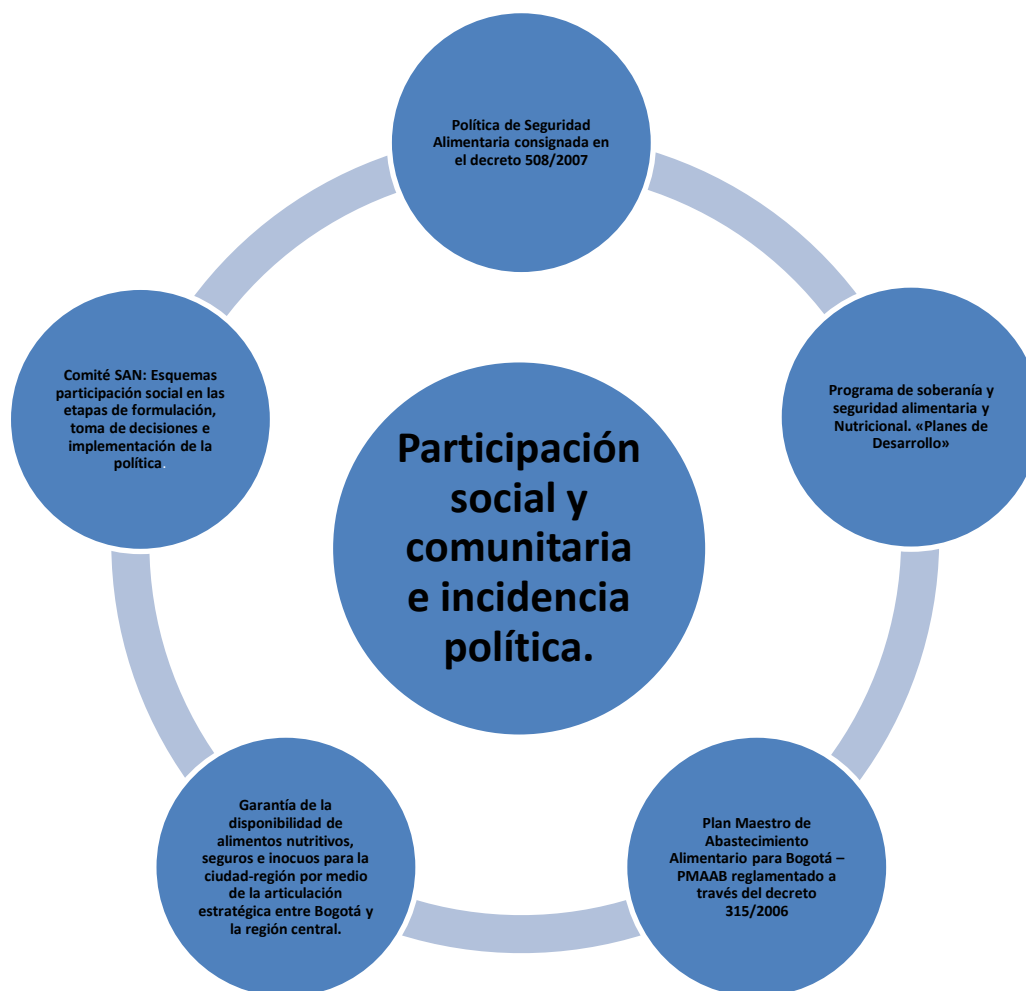 Política de Seguridad
Alimentaria consignada en
el decreto 508/2007
Programa de soberanía y
seguridad alimentaria y
Nutricional. «Planes de
Desarrollo»
Plan Maestro de
Abastecimiento
Alimentario para Bogotá –
PMAAB reglamentado a
través del decreto
315/2006
Garantía de la
disponibilidad de
alimentos nutritivos,
seguros e inocuos para la
ciudad-región por medio
de la articulación
estratégica entre Bogotá y
la región central.
Comité SAN: Esquemas
participación social en las
etapas de formulación,
toma de decisiones e
implementación de la
política.
Participación
social y
comunitaria
e incidencia
política.